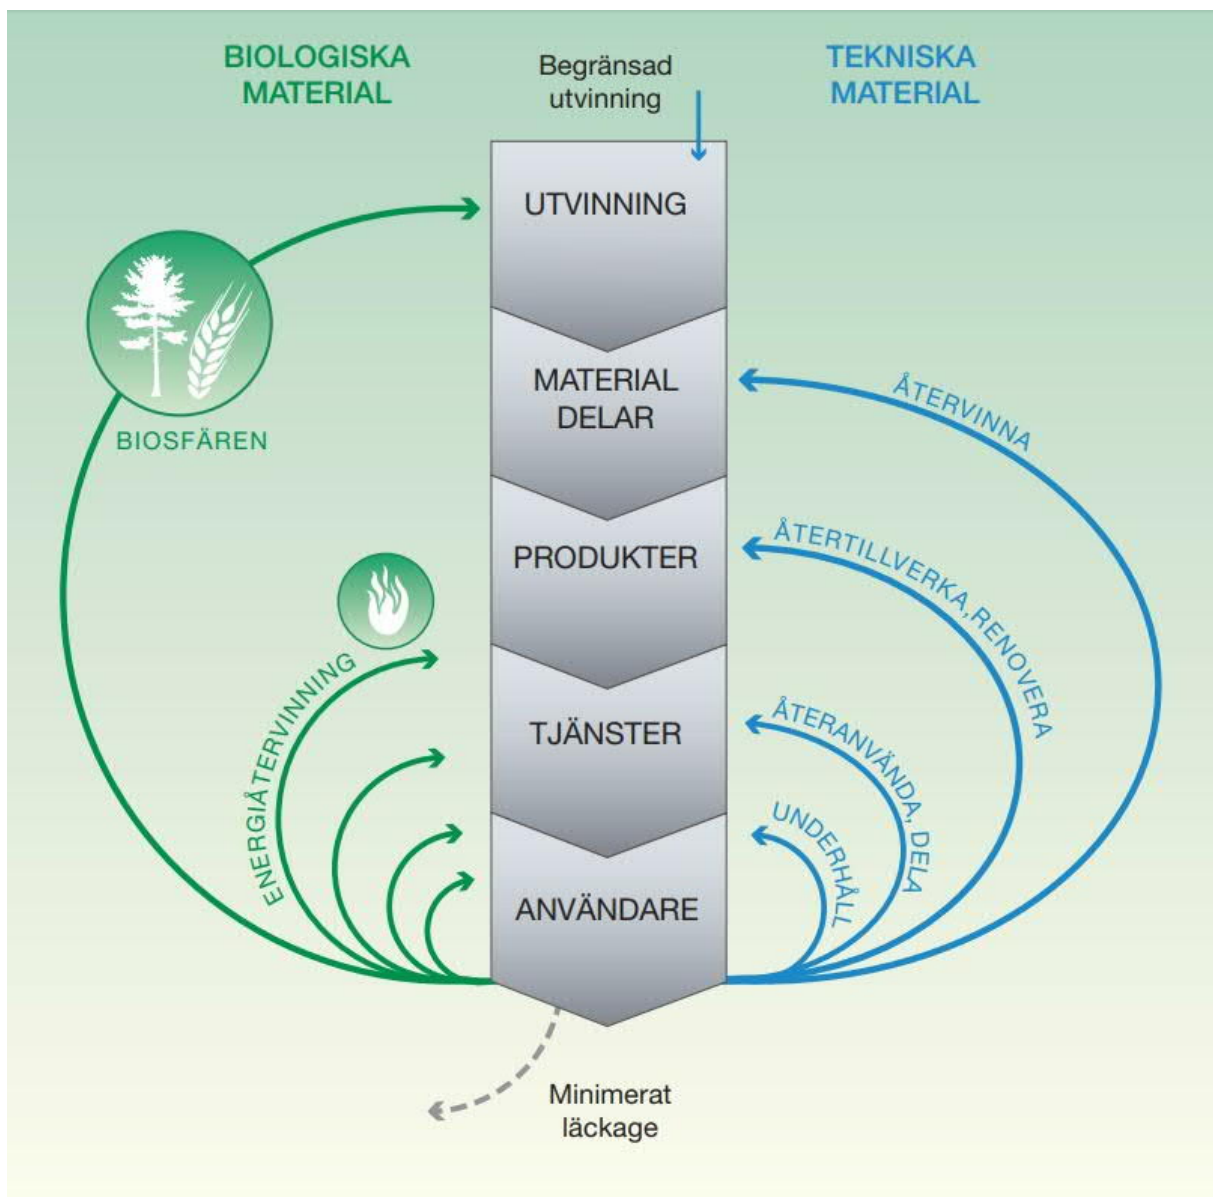 BIOLOGISKA
MATERIAL
Begränsad
utvinning
TEKNISKA
MATERIAL
UTVINNING
MATERIAL
DELAR
ÅTERVINNA
BIOSFÄREN
PRODUKTER
ÅTERTILLVERKA, RENOVERA
ENERGIÅTERVINNING
TJÄNSTER
ÅTERANVÄNDA, DELA
UNDERHÅLL
ANVÄNDARE
Minimerat
läckage